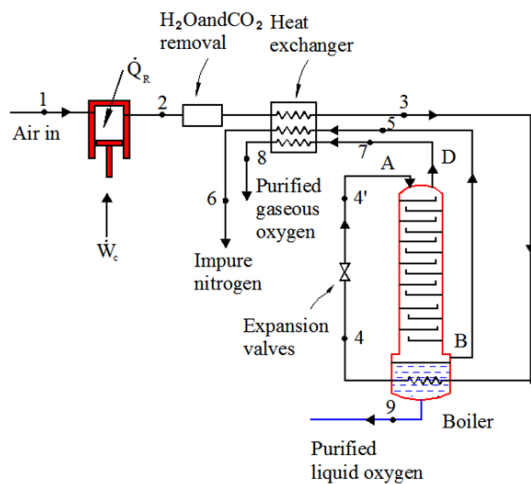 H₂OandCO₂
removal
Heat
exchanger
Q̇R
1
2
3
Air in
5
7
8
A
D
4'
6
Purified
gaseous
oxygen
Ẇc
Impure
nitrogen
Expansion
valves
4
B
9
Boiler
Purified
liquid oxygen